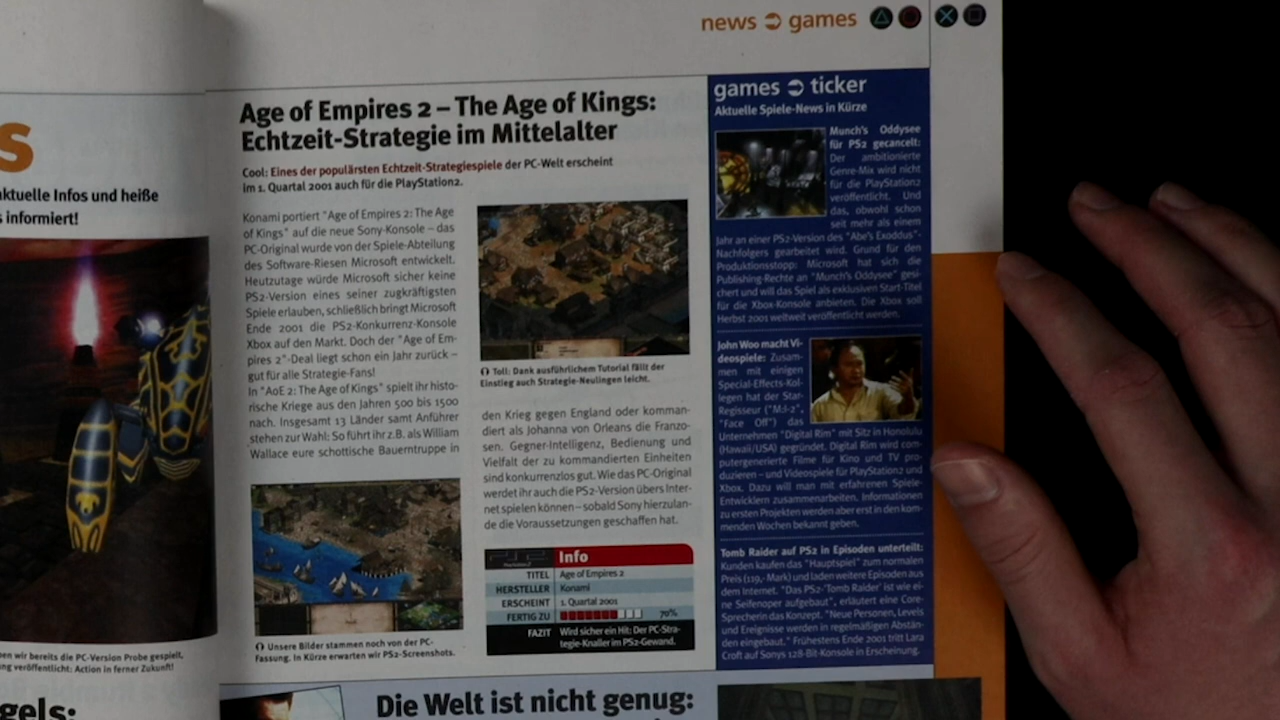 news games
S
aktuelle Infos und heiße
s informiert!
en wir bereits die PC-Version Probe gespielt,
ng veröffentlicht: Action in ferner Zukunft!
gels:
Age of Empires 2 – The Age of Kings:
Echtzeit-Strategie im Mittelalter
Cool: Eines der populärsten Echtzeit-Strategiespiele der PC-Welt erscheint
im 1. Quartal 2001 auch für die PlayStation2.
Konami portiert "Age of Empires 2: The Age
of Kings" auf die neue Sony-Konsole – das
PC-Original wurde von der Spiele-Abteilung
des Software-Riesen Microsoft entwickelt.
Heutzutage würde Microsoft sicher keine
PS2-Version eines seiner zugkräftigsten
Spiele erlauben, schließlich bringt Microsoft
Ende 2001 die PS2-Konkurrenz-Konsole
Xbox auf den Markt. Doch der "Age of Em-
pires 2"-Deal liegt schon ein Jahr zurück –
gut für alle Strategie-Fans!
In "AoE 2: The Age of Kings" spielt ihr histo-
rische Kriege aus den Jahren 500 bis 1500
nach. Insgesamt 13 Länder samt Anführer
stehen zur Wahl: So führt ihr z.B. als William
Wallace eure schottische Bauerntruppe in
Unsere Bilder stammen noch von der PC-
Fassung. In Kürze erwarten wir PS2-Screenshots.
Toll: Dank ausführlichem Tutorial fällt der
Einstieg auch Strategie-Neulingen leicht.
den Krieg gegen England oder komman-
diert als Johanna von Orleans die Franzo-
sen. Gegner-Intelligenz, Bedienung und
Vielfalt der zu kommandierten Einheiten
sind konkurrenzlos gut. Wie das PC-Original
werdet ihr auch die PS2-Version übers Inter-
net spielen können – sobald Sony hierzulan-
de die Voraussetzungen geschaffen hat.
PS2 Info
TITEL Age of Empires 2
HERSTELLER Konami
ERSCHEINT 1. Quartal 2001
FERTIG ZU 70%
FAZIT Wird sicher ein Hit: Der PC-Stra-
tegie-Knaller im PS2-Gewand.
games ticker
Aktuelle Spiele-News in Kürze
Munch's Oddysee
für PS2 gecancelt:
Der ambitionierte
Genre-Mix wird nicht
für die PlayStation2
veröffentlicht. Und
das, obwohl schon
seit mehr als einem
Jahr an einer PS2-Version des "Abe's Exoddus"-
Nachfolgers gearbeitet wird. Grund für den
Produktionsstopp: Microsoft hat sich die
Publishing-Rechte an "Munch's Oddysee" gesi-
chert und will das Spiel als exklusiven Start-Titel
für die Xbox-Konsole anbieten. Die Xbox soll
Herbst 2001 weltweit veröffentlicht werden.
John Woo macht Vi-
deospiele: Zusam-
men mit einigen
Special-Effects-Kol-
legen hat der Star-
Regisseur ("M:I-2",
"Face Off") das
Unternehmen "Digital Rim" mit Sitz in Honolulu
(Hawaii/USA) gegründet. Digital Rim wird com-
putergenerierte Filme für Kino und TV pro-
duzieren – und Videospiele für PlayStation2 und
Xbox. Dazu will man mit erfahrenen Spiele-
Entwicklern zusammenarbeiten. Informationen
zu ersten Projekten werden aber erst in den kom-
menden Wochen bekannt geben.
Tomb Raider auf PS2 in Episoden unterteilt:
Kunden kaufen das "Hauptspiel" zum normalen
Preis (119,- Mark) und laden weitere Episoden aus
dem Internet. "Das PS2-'Tomb Raider' ist wie ei-
ne Seifenoper aufgebaut", erläutert eine Core-
Sprecherin das Konzept. "Neue Personen, Levels
und Ereignisse werden in regelmäßigen Abstän-
den eingebaut." Frühestens Ende 2001 tritt Lara
Croft auf Sonys 128-Bit-Konsole in Erscheinung.
Die Welt ist nicht genug: